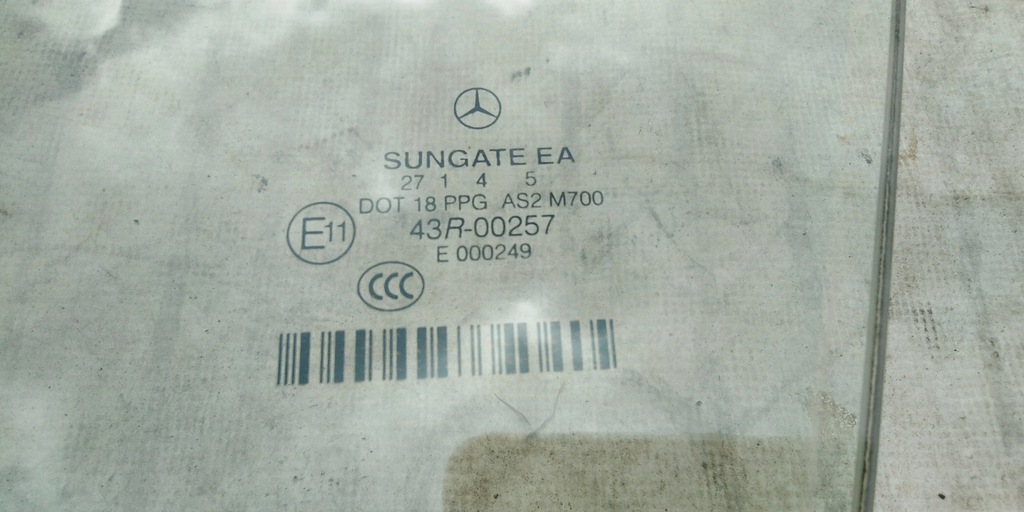 SUNGATE EA
27 1 4 5
DOT 18 PPG AS2 M700
E11 43R-00257
E 000249
CCC